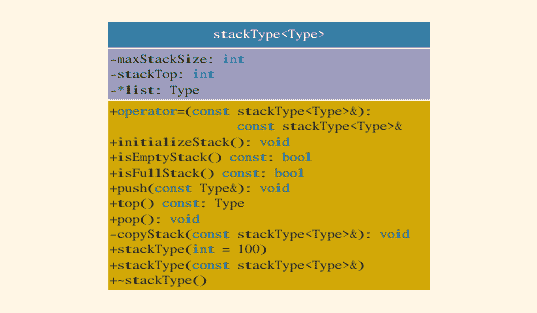 stackType<Type>
-maxStackSize: int
-stackTop: int
-*list: Type
+operator=(const stackType<Type>&):
const stackType<Type>&
+initializeStack(): void
+isEmptyStack() const: bool
+isFullStack() const: bool
+push(const Type&): void
+top() const: Type
+pop(): void
-copyStack(const stackType<Type>&): void
+stackType(int = 100)
+stackType(const stackType<Type>&)
+~stackType()